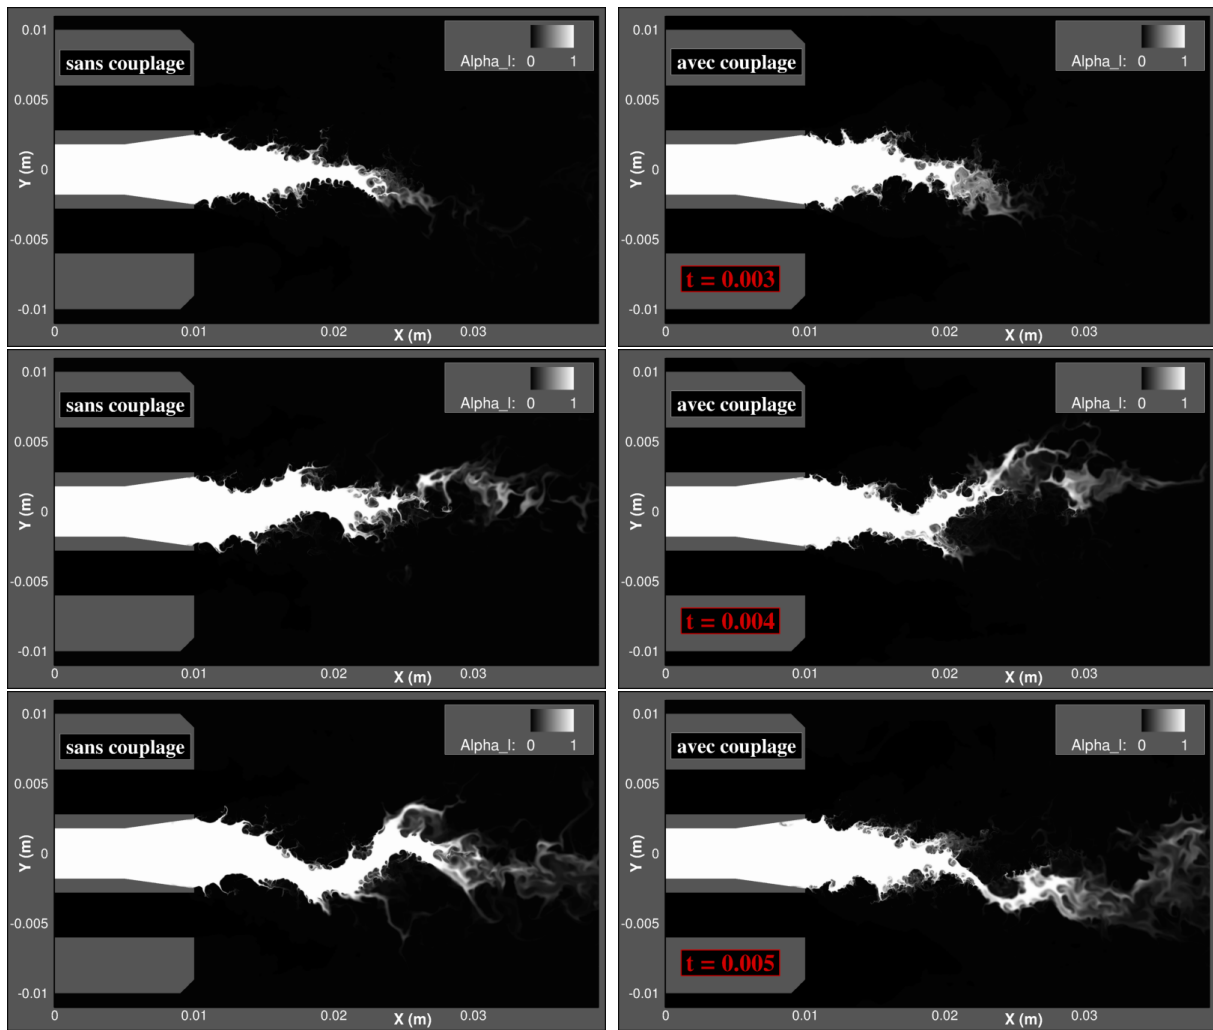 0.01
sans couplage
Alpha_l: 0 1
0.005
Y (m)
0
-0.005
-0.01
0 0.01 0.02 X (m) 0.03
0.01
avec couplage
Alpha_l: 0 1
0.005
Y (m)
0
-0.005
t = 0.003
-0.01
0 0.01 0.02 X (m) 0.03
0.01
sans couplage
Alpha_l: 0 1
0.005
Y (m)
0
-0.005
-0.01
0 0.01 0.02 X (m) 0.03
0.01
avec couplage
Alpha_l: 0 1
0.005
Y (m)
0
-0.005
t = 0.004
-0.01
0 0.01 0.02 X (m) 0.03
0.01
sans couplage
Alpha_l: 0 1
0.005
Y (m)
0
-0.005
-0.01
0 0.01 0.02 X (m) 0.03
0.01
avec couplage
Alpha_l: 0 1
0.005
Y (m)
0
-0.005
t = 0.005
-0.01
0 0.01 0.02 X (m) 0.03